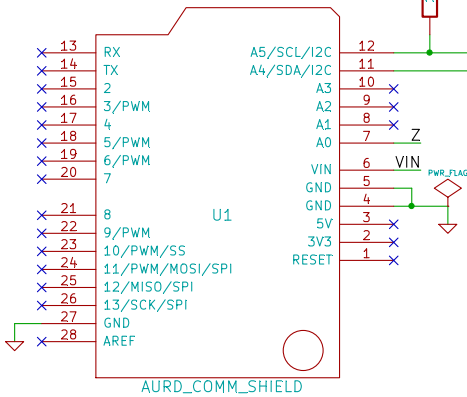 13 RX A5/SCL/I2C 12
14 TX A4/SDA/I2C 11
15 2 A3 10
16 3/PWM A2 9
17 4 A1 8
18 5/PWM A0 7 Z
19 6/PWM VIN 6 VIN
20 7 GND 5 PWR_FLAG
21 8 GND 4
22 9/PWM U1 5V 3
23 10/PWM/SS 3V3 2
24 11/PWM/MOSI/SPI RESET 1
25 12/MISO/SPI
26 13/SCK/SPI
27 GND
28 AREF
AURD_COMM_SHIELD